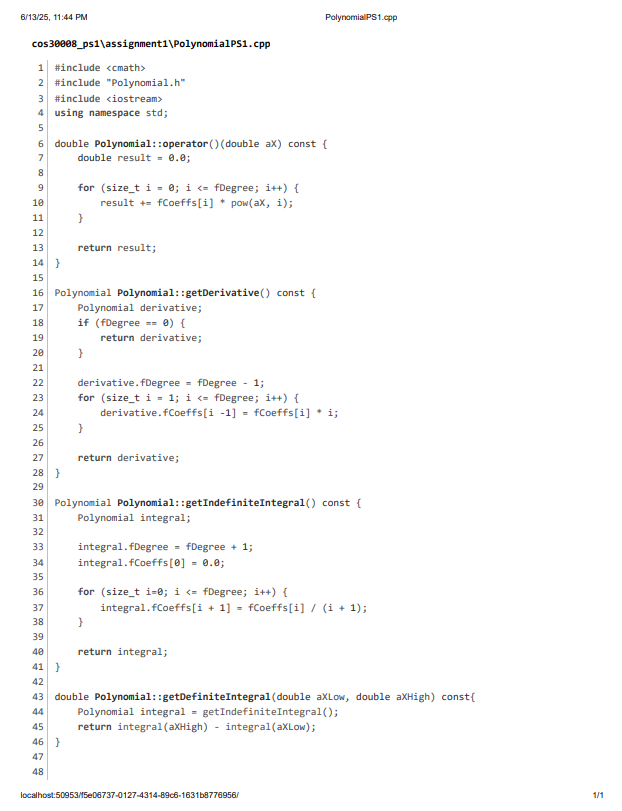 6/13/25, 11:44 PM PolynomialPS1.cpp
cos30008_ps1\assignment1\PolynomialPS1.cpp
1 #include <cmath>
2 #include "Polynomial.h"
3 #include <iostream>
4 using namespace std;
5
6 double Polynomial::operator()(double aX) const {
7     double result = 0.0;
8
9     for (size_t i = 0; i <= fDegree; i++) {
10         result += fCoeffs[i] * pow(aX, i);
11     }
12
13     return result;
14 }
15
16 Polynomial Polynomial::getDerivative() const {
17     Polynomial derivative;
18     if (fDegree == 0) {
19         return derivative;
20     }
21
22     derivative.fDegree = fDegree - 1;
23     for (size_t i = 1; i <= fDegree; i++) {
24         derivative.fCoeffs[i -1] = fCoeffs[i] * i;
25     }
26
27     return derivative;
28 }
29
30 Polynomial Polynomial::getIndefiniteIntegral() const {
31     Polynomial integral;
32
33     integral.fDegree = fDegree + 1;
34     integral.fCoeffs[0] = 0.0;
35
36     for (size_t i=0; i <= fDegree; i++) {
37         integral.fCoeffs[i + 1] = fCoeffs[i] / (i + 1);
38     }
39
40     return integral;
41 }
42
43 double Polynomial::getDefiniteIntegral(double aXLow, double aXHigh) const{
44     Polynomial integral = getIndefiniteIntegral();
45     return integral(aXHigh) - integral(aXLow);
46 }
47
48
localhost:50953/f5e06737-0127-4314-89c6-1631b8776956/ 1/1